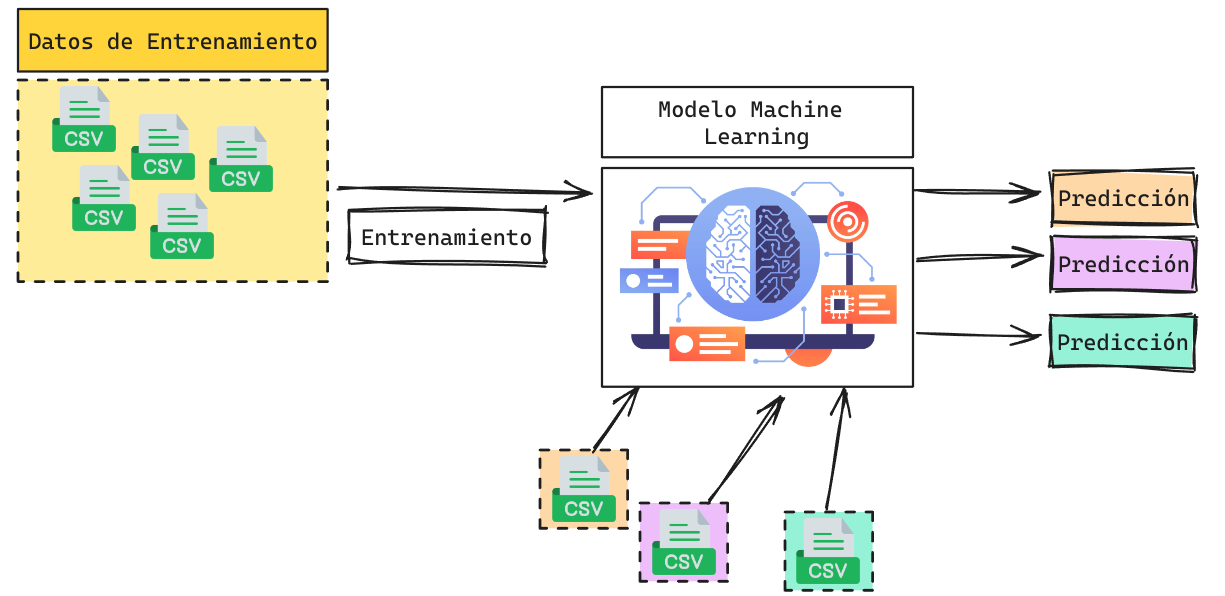 Datos de Entrenamiento
CSV
CSV
CSV
CSV
CSV
Entrenamiento
Modelo Machine
Learning
Predicción
Predicción
Predicción
CSV
CSV
CSV